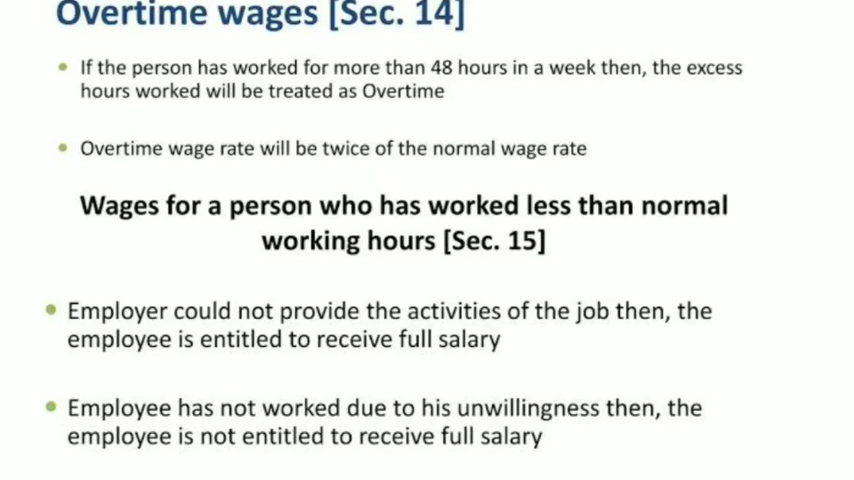 Overtime wages [Sec. 14]
If the person has worked for more than 48 hours in a week then, the excess
hours worked will be treated as Overtime
Overtime wage rate will be twice of the normal wage rate
Wages for a person who has worked less than normal
working hours [Sec. 15]
Employer could not provide the activities of the job then, the
employee is entitled to receive full salary
Employee has not worked due to his unwillingness then, the
employee is not entitled to receive full salary